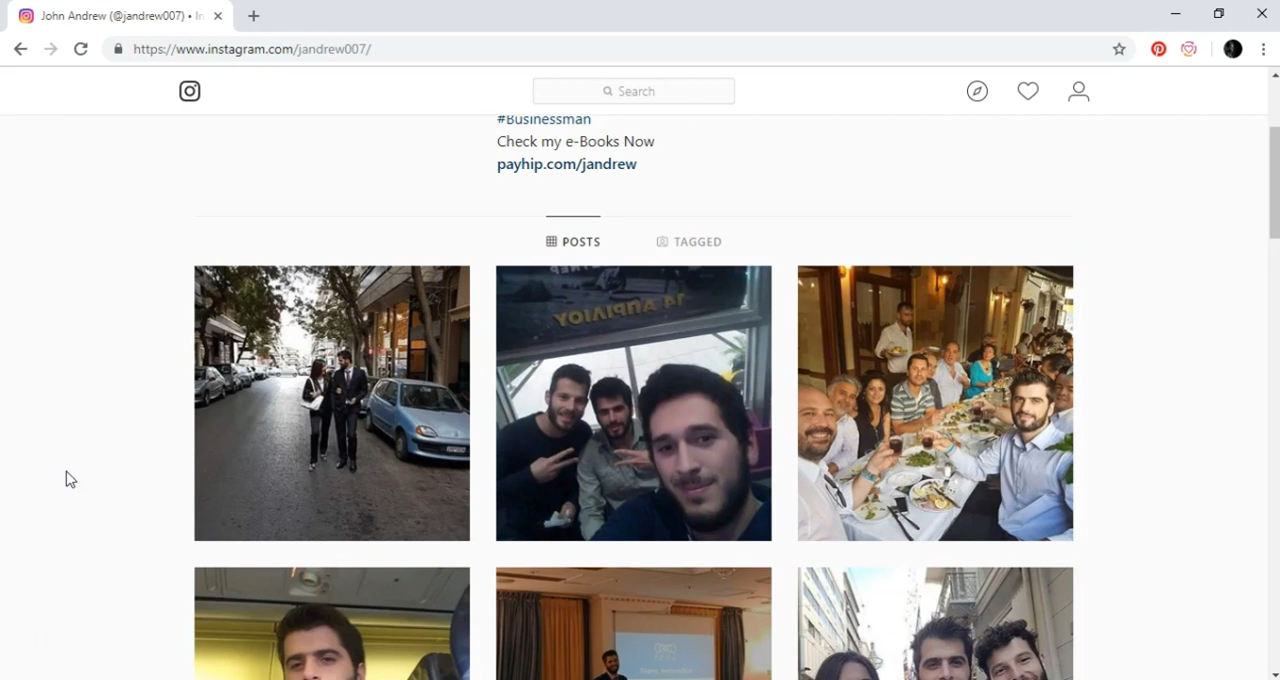 John Andrew (@jandrew007) • In
https://www.instagram.com/jandrew007/
Search
#Businessman
Check my e-Books Now
payhip.com/jandrew
POSTS
TAGGED
14 ΑΠΡΙΛΙΟΥ